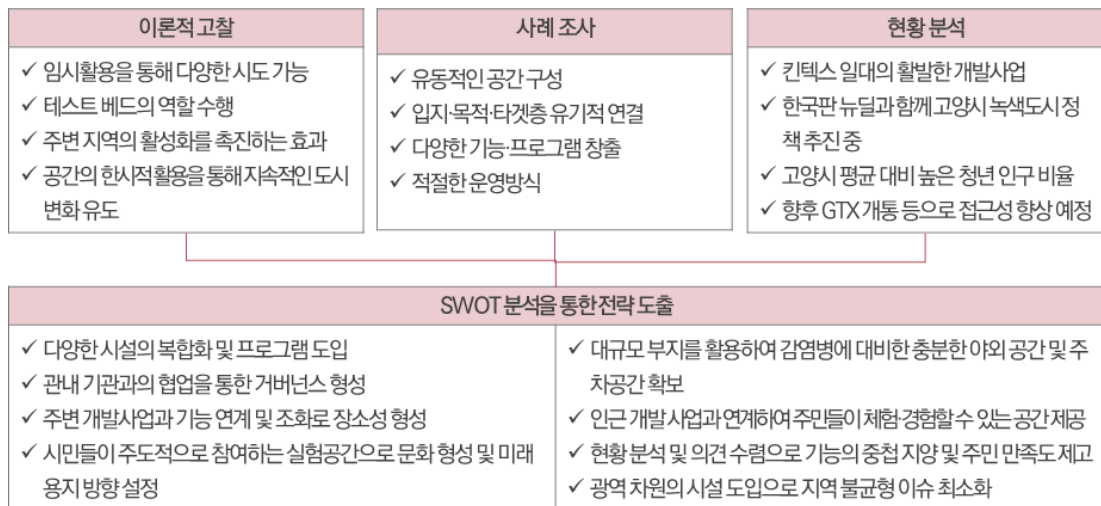 이론적 고찰
✓ 임시활용을 통해 다양한 시도 가능
✓ 테스트 베드의 역할 수행
✓ 주변 지역의 활성화를 촉진하는 효과
✓ 공간의 한시적 활용을 통해 지속적인 도시
변화 유도
사례 조사
✓ 유동적인 공간 구성
✓ 입지·목적·타겟층 유기적 연결
✓ 다양한 기능·프로그램 창출
✓ 적절한 운영방식
현황 분석
✓ 킨텍스 일대의 활발한 개발사업
✓ 한국판 뉴딜과 함께 고양시 녹색도시 정
책 추진 중
✓ 고양시 평균 대비 높은 청년 인구 비율
✓ 향후 GTX 개통 등으로 접근성 향상 예정
SWOT 분석을 통한 전략 도출
✓ 다양한 시설의 복합화 및 프로그램 도입
✓ 관내 기관과의 협업을 통한 거버넌스 형성
✓ 주변 개발사업과 기능 연계 및 조화로 장소성 형성
✓ 시민들이 주도적으로 참여하는 실험공간으로 문화 형성 및 미래
용지 방향 설정
✓ 대규모 부지를 활용하여 감염병에 대비한 충분한 야외 공간 및 주
차공간 확보
✓ 인근 개발 사업과 연계하여 주민들이 체험·경험할 수 있는 공간 제공
✓ 현황 분석 및 의견 수렴으로 기능의 중첩 지양 및 주민 만족도 제고
✓ 광역 차원의 시설 도입으로 지역 불균형 이슈 최소화